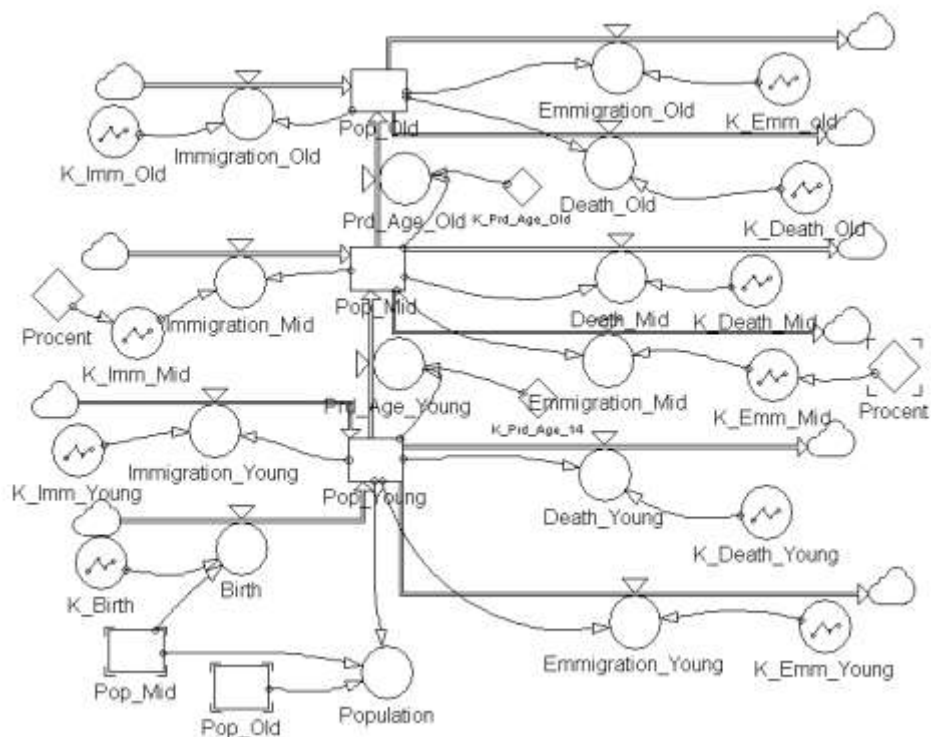 Emmigration_Old
K_Emm_old
Pop_Old
Immigration_Old
K_Imm_Old
Death_Old
Prd_Age_Old
K_Prd_Age_Old
K_Death_Old
Pop_Mid
Immigration_Mid
Death_Mid
K_Death_Mid
Procent
K_Imm_Mid
Prd_Age_Young
Emmigration_Mid
K_Emm_Mid
Procent
K_Prd_Age_14
Immigration_Young
K_Imm_Young
Pop_Young
Death_Young
K_Death_Young
K_Birth
Birth
Emmigration_Young
K_Emm_Young
Pop_Mid
Pop_Old
Population